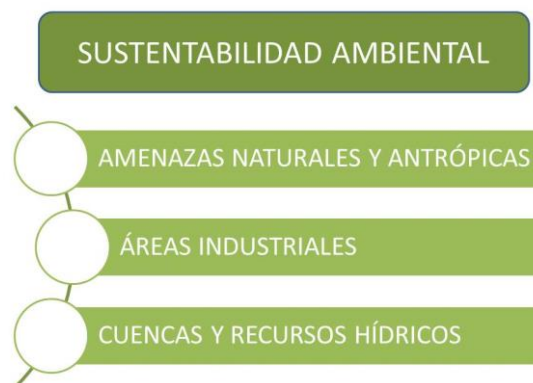 SUSTENTABILIDAD AMBIENTAL
AMENAZAS NATURALES Y ANTRÓPICAS
ÁREAS INDUSTRIALES
CUENCAS Y RECURSOS HÍDRICOS